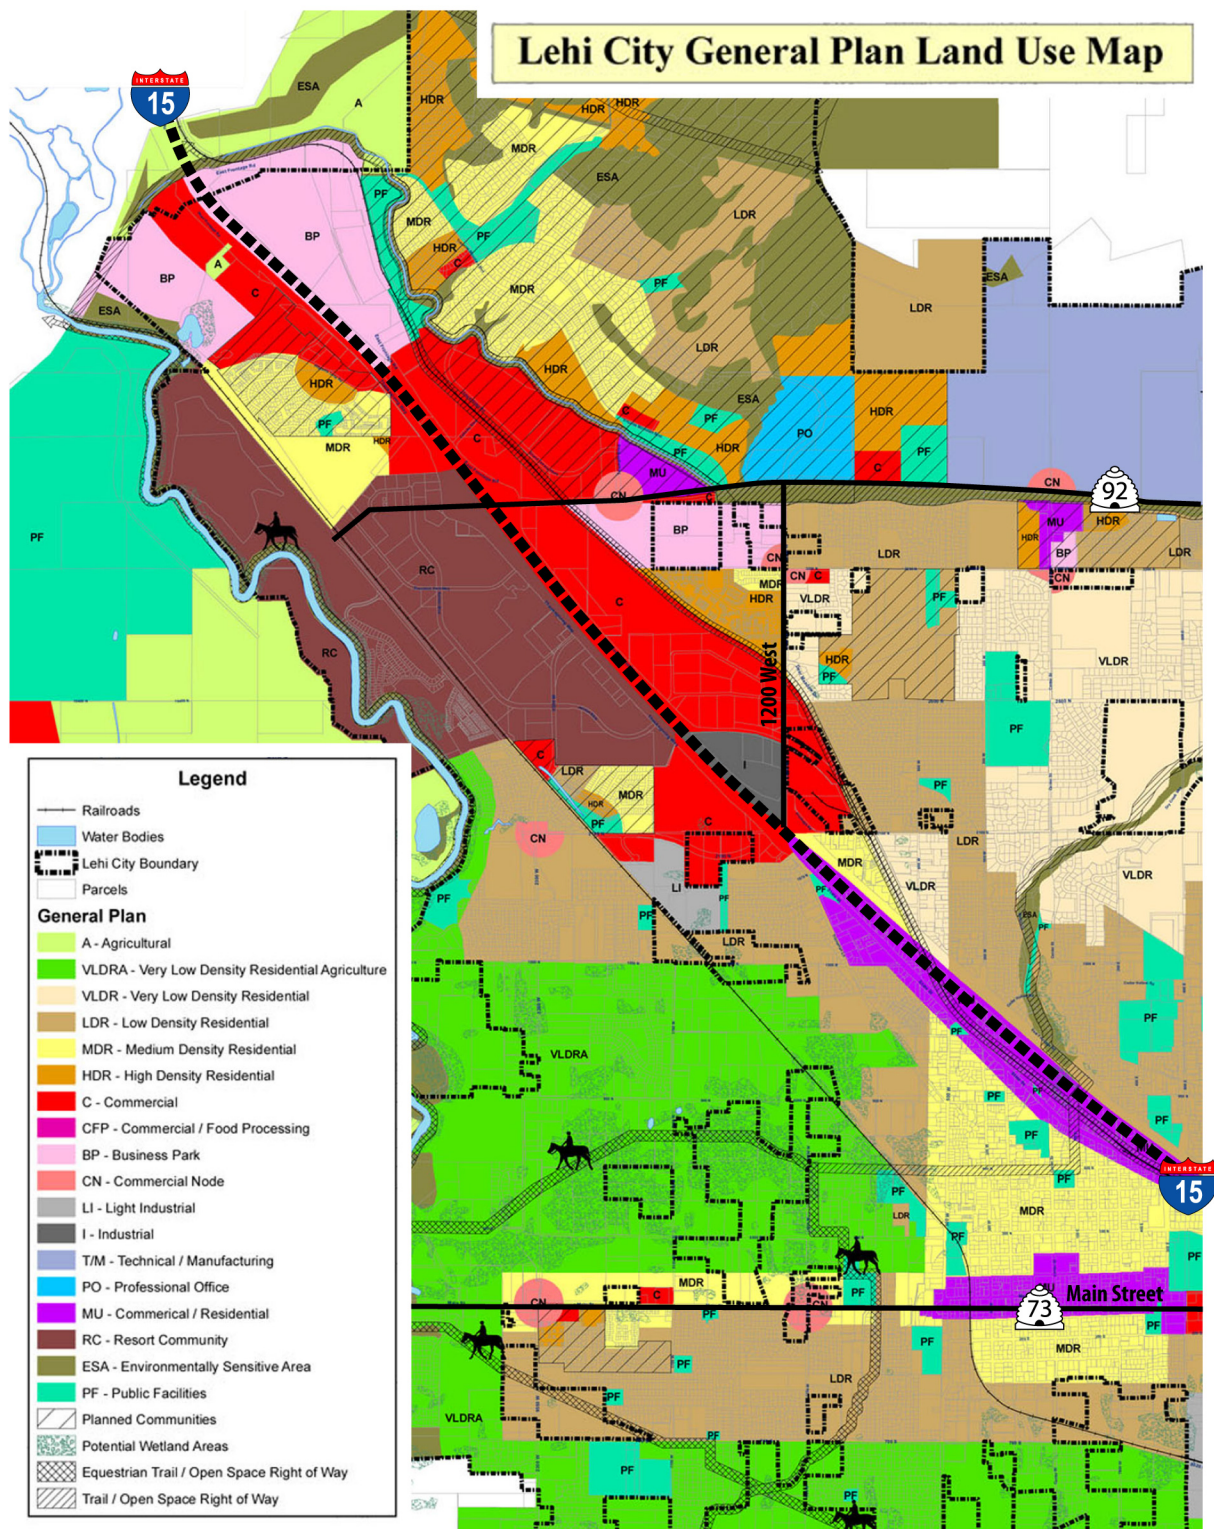 Lehi City General Plan Land Use Map
INTERSTATE
15
ESA
A
HDR
HDR
HDR
MDR
ESA
East Frontage Rd
PF
BP
MDR
HDR
PF
C
LDR
A
BP
C
MDR
PF
LDR
ESA
ESA
LDR
HDR
HDR
PF
MDR
HDR
C
ESA
PF
C
PF
HDR
PO
HDR
PF
C
MU
CN
C
CN
92
PF
RC
BP
CN
LDR
MU
HDR
HDR
BP
LDR
CN
MDR
CN
C
VLDR
HDR
PF
C
RC
HDR
PF
VLDR
1200 West
PF
I
C
LDR
MDR
HDR
PF
PF
C
CN
LDR
MDR
VLDR
VLDR
LI
PF
PF
PF
PF
LDR
ESA
PF
PF
PF
VLDRA
PF
PF
PF
PF
PF
PF
LDR
INTERSTATE
15
MDR
PF
PF
MDR
PF
MU
Main Street
CN
C
CN
73
PF
PF
PF
MDR
PF
LDR
PF
VLDRA
PF
PF
PF
Legend
Railroads
Water Bodies
Lehi City Boundary
Parcels
General Plan
A - Agricultural
VLDRA - Very Low Density Residential Agriculture
VLDR - Very Low Density Residential
LDR - Low Density Residential
MDR - Medium Density Residential
HDR - High Density Residential
C - Commercial
CFP - Commercial / Food Processing
BP - Business Park
CN - Commercial Node
LI - Light Industrial
I - Industrial
T/M - Technical / Manufacturing
PO - Professional Office
MU - Commerical / Residential
RC - Resort Community
ESA - Environmentally Sensitive Area
PF - Public Facilities
Planned Communities
Potential Wetland Areas
Equestrian Trail / Open Space Right of Way
Trail / Open Space Right of Way